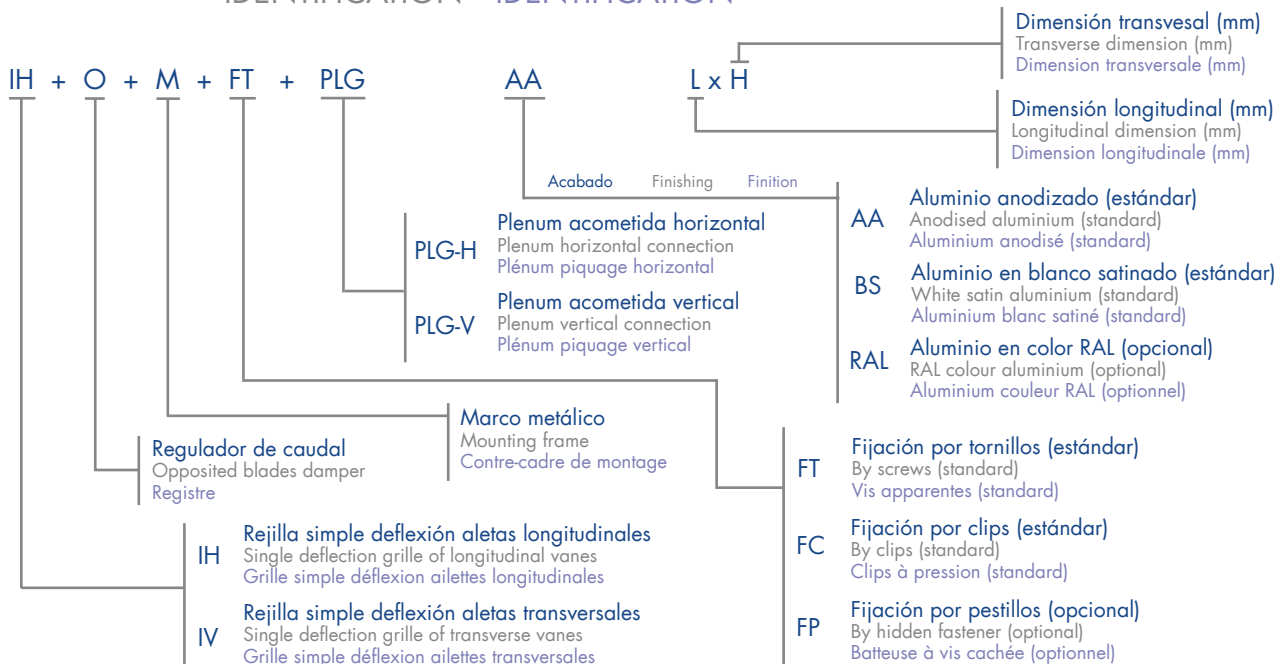 IDENTIFICATION IDENTIFICATION
Dimensión transvesal (mm)
Transverse dimension (mm)
Dimension transversale (mm)
IH + O + M + FT + PLG AA L x H
Dimensión longitudinal (mm)
Longitudinal dimension (mm)
Dimension longitudinale (mm)
Acabado Finishing Finition
AA
Aluminio anodizado (estándar)
Anodised aluminium (standard)
Aluminium anodisé (standard)
BS
Aluminio en blanco satinado (estándar)
White satin aluminium (standard)
Aluminium blanc satiné (standard)
RAL
Aluminio en color RAL (opcional)
RAL colour aluminium (optional)
Aluminium couleur RAL (optionnel)
PLG-H
Plenum acometida horizontal
Plenum horizontal connection
Plénum piquage horizontal
PLG-V
Plenum acometida vertical
Plenum vertical connection
Plénum piquage vertical
Marco metálico
Mounting frame
Contre-cadre de montage
Regulador de caudal
Opposited blades damper
Registre
FT
Fijación por tornillos (estándar)
By screws (standard)
Vis apparentes (standard)
FC
Fijación por clips (estándar)
By clips (standard)
Clips à pression (standard)
FP
Fijación por pestillos (opcional)
By hidden fastener (optional)
Batteuse à vis cachée (optionnel)
IH
Rejilla simple deflexión aletas longitudinales
Single deflection grille of longitudinal vanes
Grille simple déflexion ailettes longitudinales
IV
Rejilla simple deflexión aletas transversales
Single deflection grille of transverse vanes
Grille simple déflexion ailettes transversales